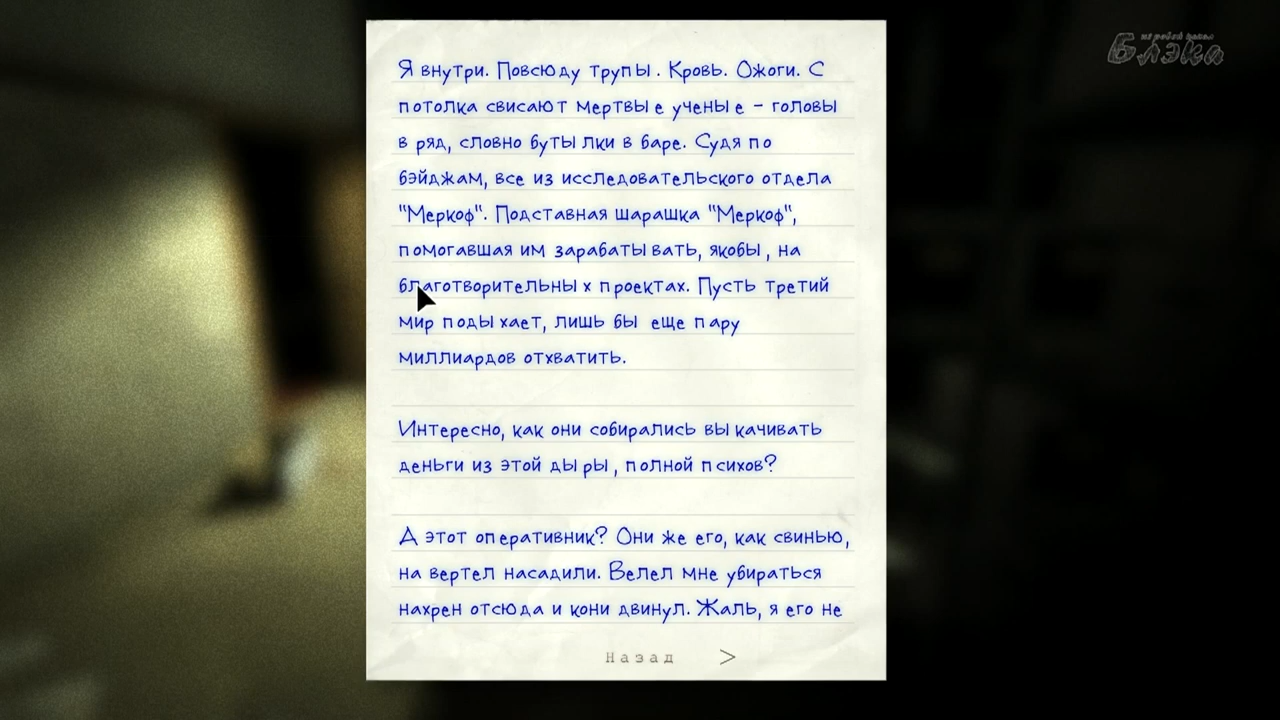 Я внутри. Повсюду трупы. Кровь. Ожоги. С
потолка свисают мертвые ученые - головы
в ряд, словно бутылки в баре. Судя по
бэйджам, все из исследовательского отдела
"Меркоф". Подставная шарашка "Меркоф",
помогавшая им зарабатывать, якобы, на
благотворительных проектах. Пусть третий
мир подыхает, лишь бы еще пару
миллиардов отхватить.
Интересно, как они собирались выкачивать
деньги из этой дыры, полной психов?
А этот оперативник? Они же его, как свинью,
на вертел насадили. Велел мне убираться
нахрен отсюда и кони двинул. Жаль, я его не
Назад >
Блэка